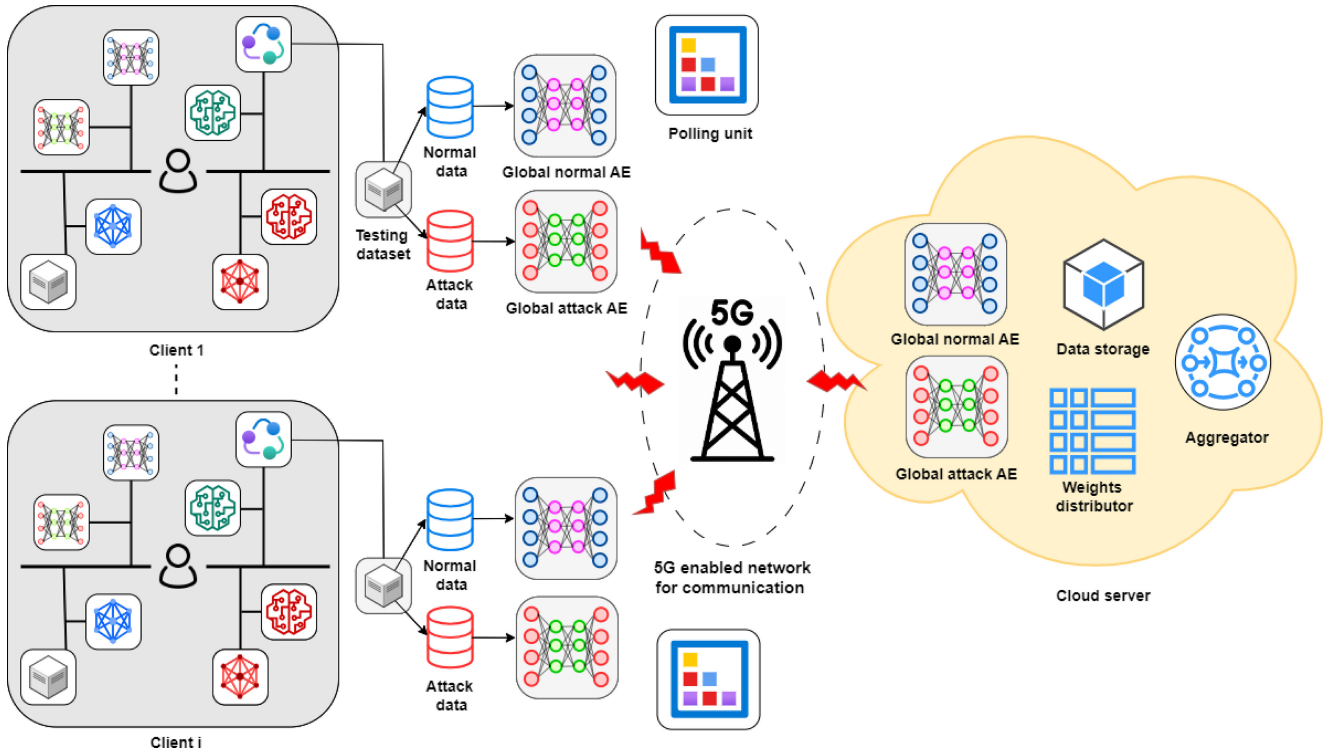 Polling unit
Normal
data
Global normal AE
Testing
dataset
Attack
data
Global attack AE
Client 1
5G
Global normal AE
Data storage
Aggregator
Global attack AE
Weights
distributor
Normal
data
5G enabled network
for communication
Cloud server
Attack
data
Client i